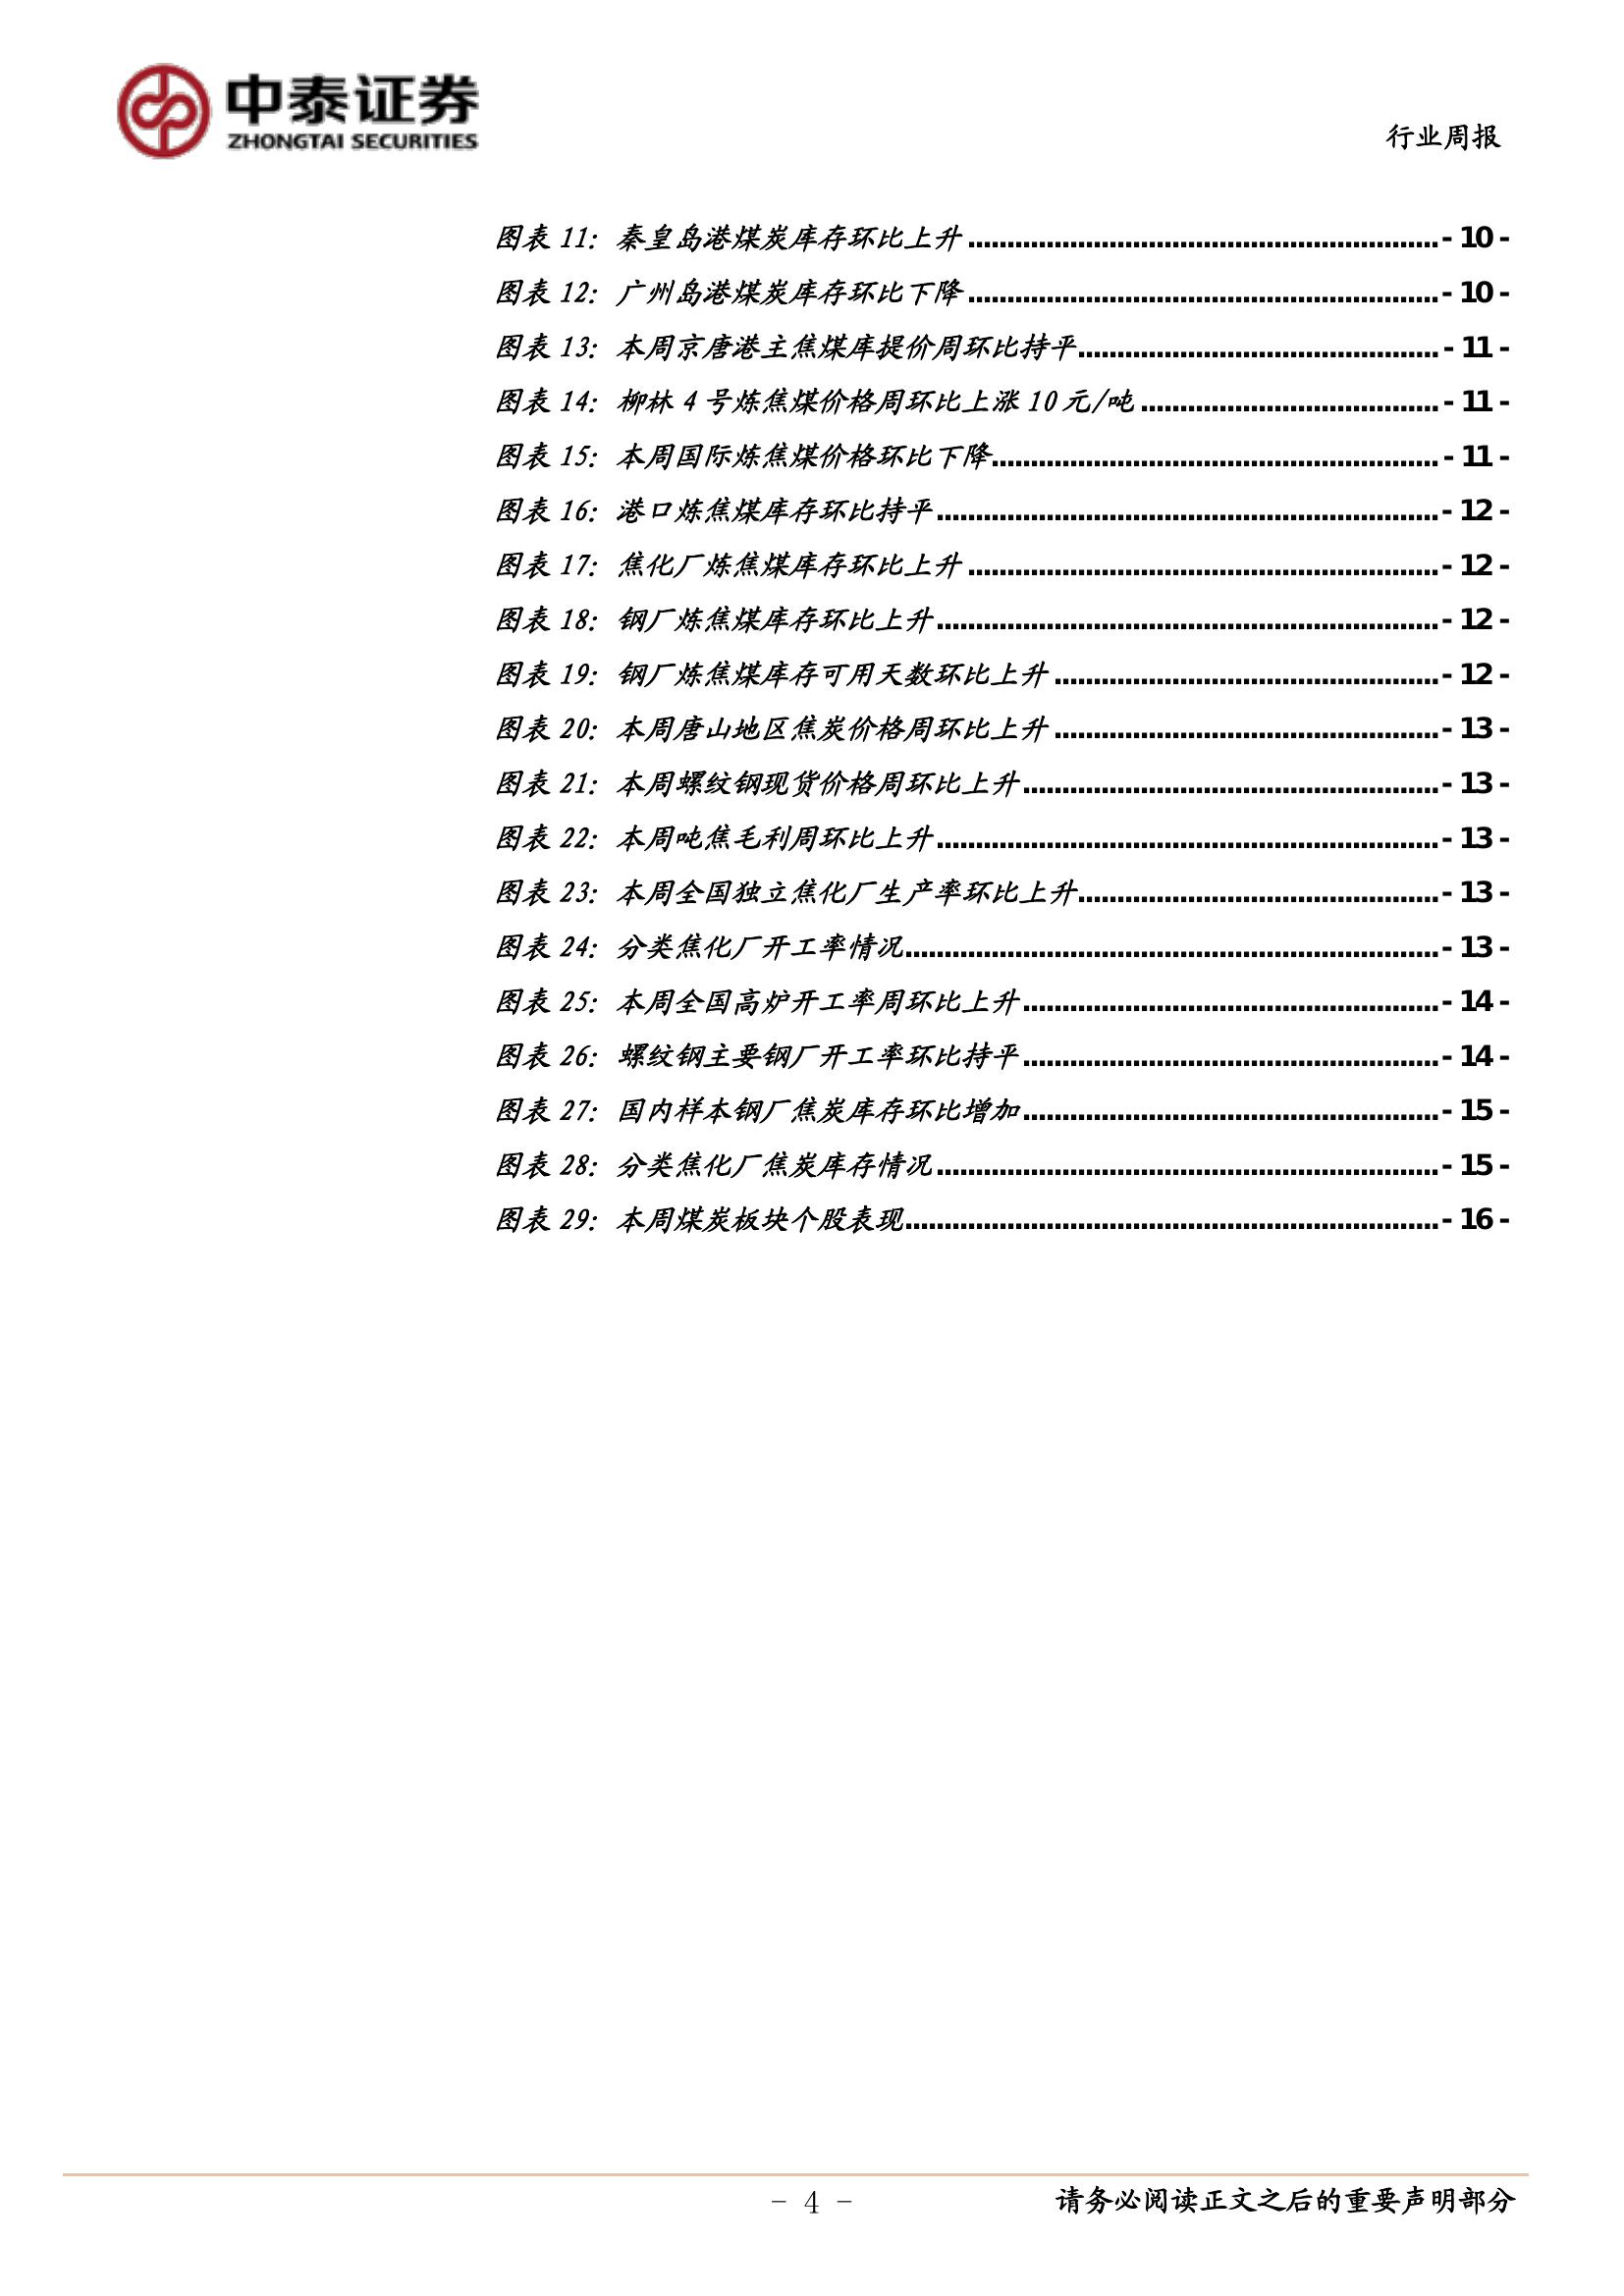 中泰证券
ZHONGTAI SECURITIES
行业周报
图表 11：秦皇岛港煤炭库存环比上升 - 10 -
图表 12：广州岛港煤炭库存环比下降 - 10 -
图表 13：本周京唐港主焦煤库提价周环比持平 - 11 -
图表 14：柳林 4 号炼焦煤价格周环比上涨 10 元/吨 - 11 -
图表 15：本周国际炼焦煤价格环比下降 - 11 -
图表 16：港口炼焦煤库存环比持平 - 12 -
图表 17：焦化厂炼焦煤库存环比上升 - 12 -
图表 18：钢厂炼焦煤库存环比上升 - 12 -
图表 19：钢厂炼焦煤库存可用天数环比上升 - 12 -
图表 20：本周唐山地区焦炭价格周环比上升 - 13 -
图表 21：本周螺纹钢现货价格周环比上升 - 13 -
图表 22：本周吨焦毛利周环比上升 - 13 -
图表 23：本周全国独立焦化厂生产率环比上升 - 13 -
图表 24：分类焦化厂开工率情况 - 13 -
图表 25：本周全国高炉开工率周环比上升 - 14 -
图表 26：螺纹钢主要钢厂开工率环比持平 - 14 -
图表 27：国内样本钢厂焦炭库存环比增加 - 15 -
图表 28：分类焦化厂焦炭库存情况 - 15 -
图表 29：本周煤炭板块个股表现 - 16 -
- 4 -
请务必阅读正文之后的重要声明部分